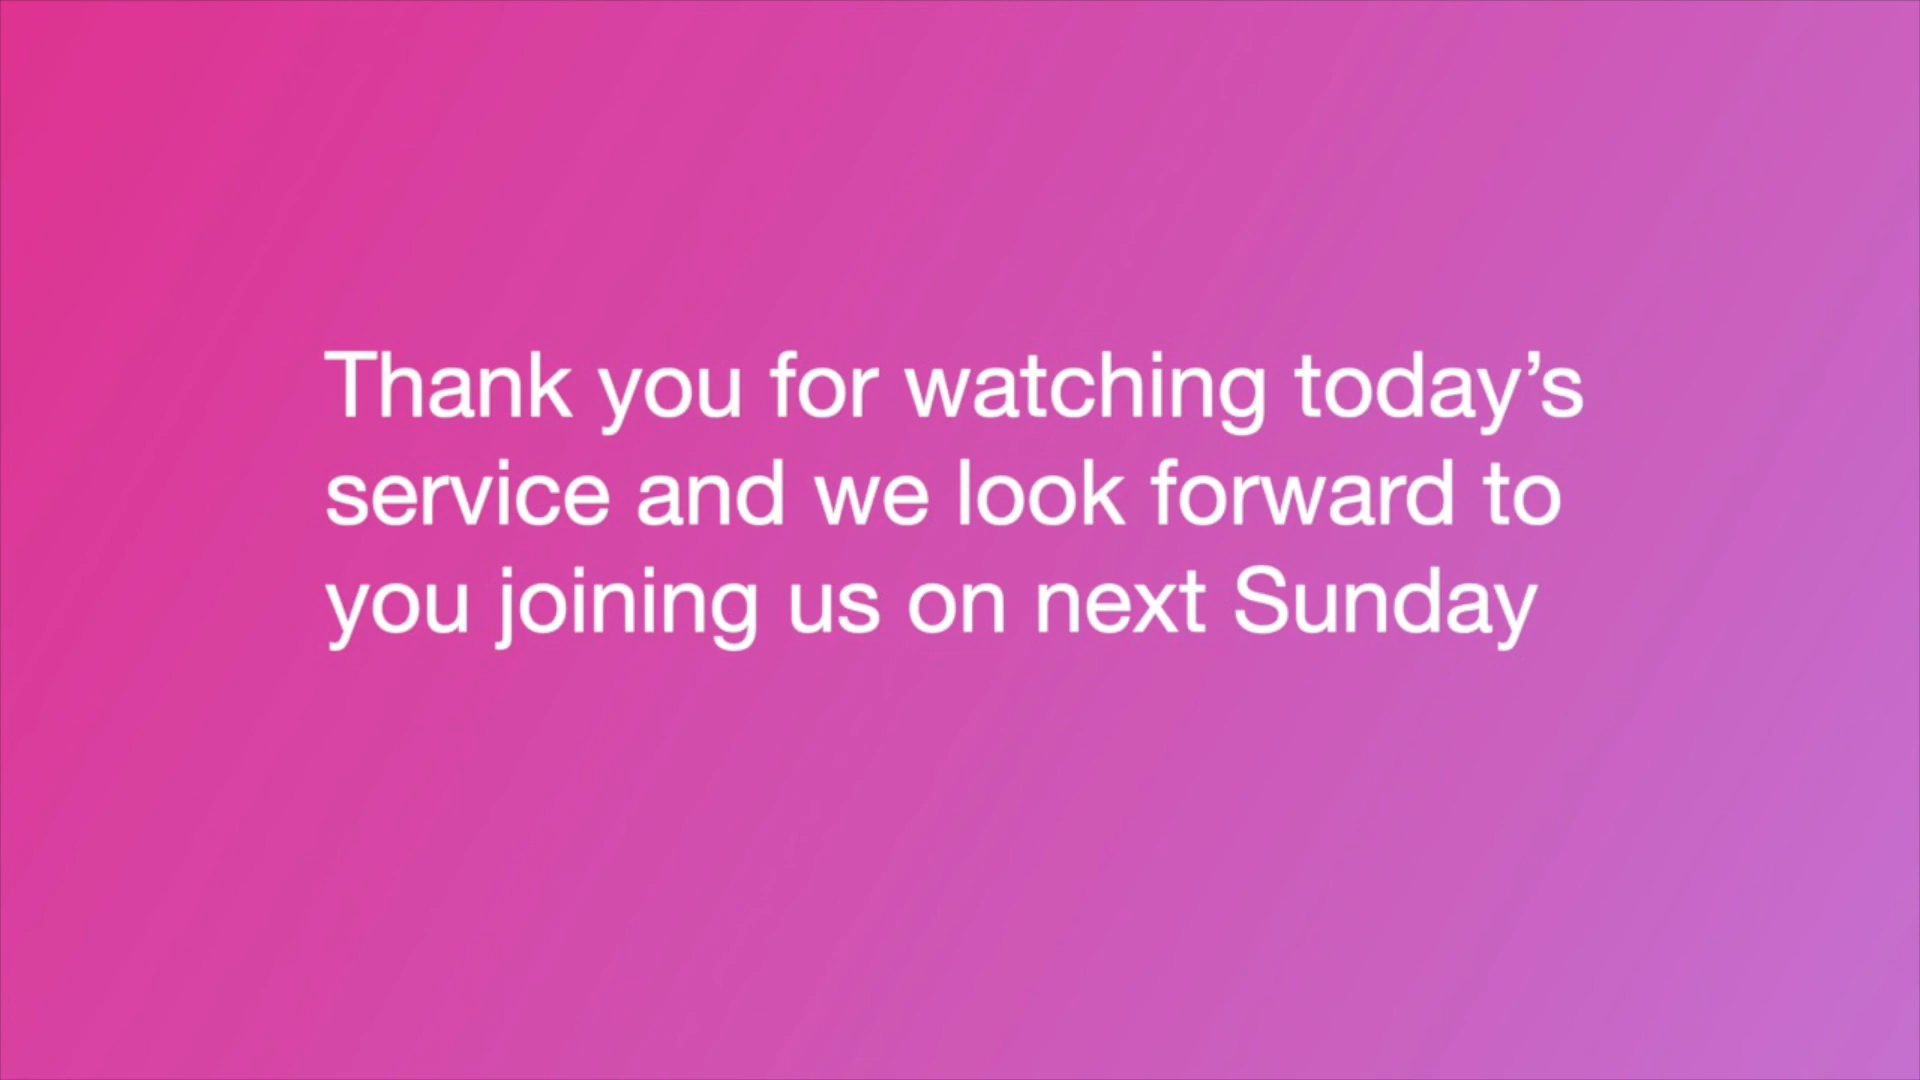 Thank you for watching today’s
service and we look forward to
you joining us on next Sunday